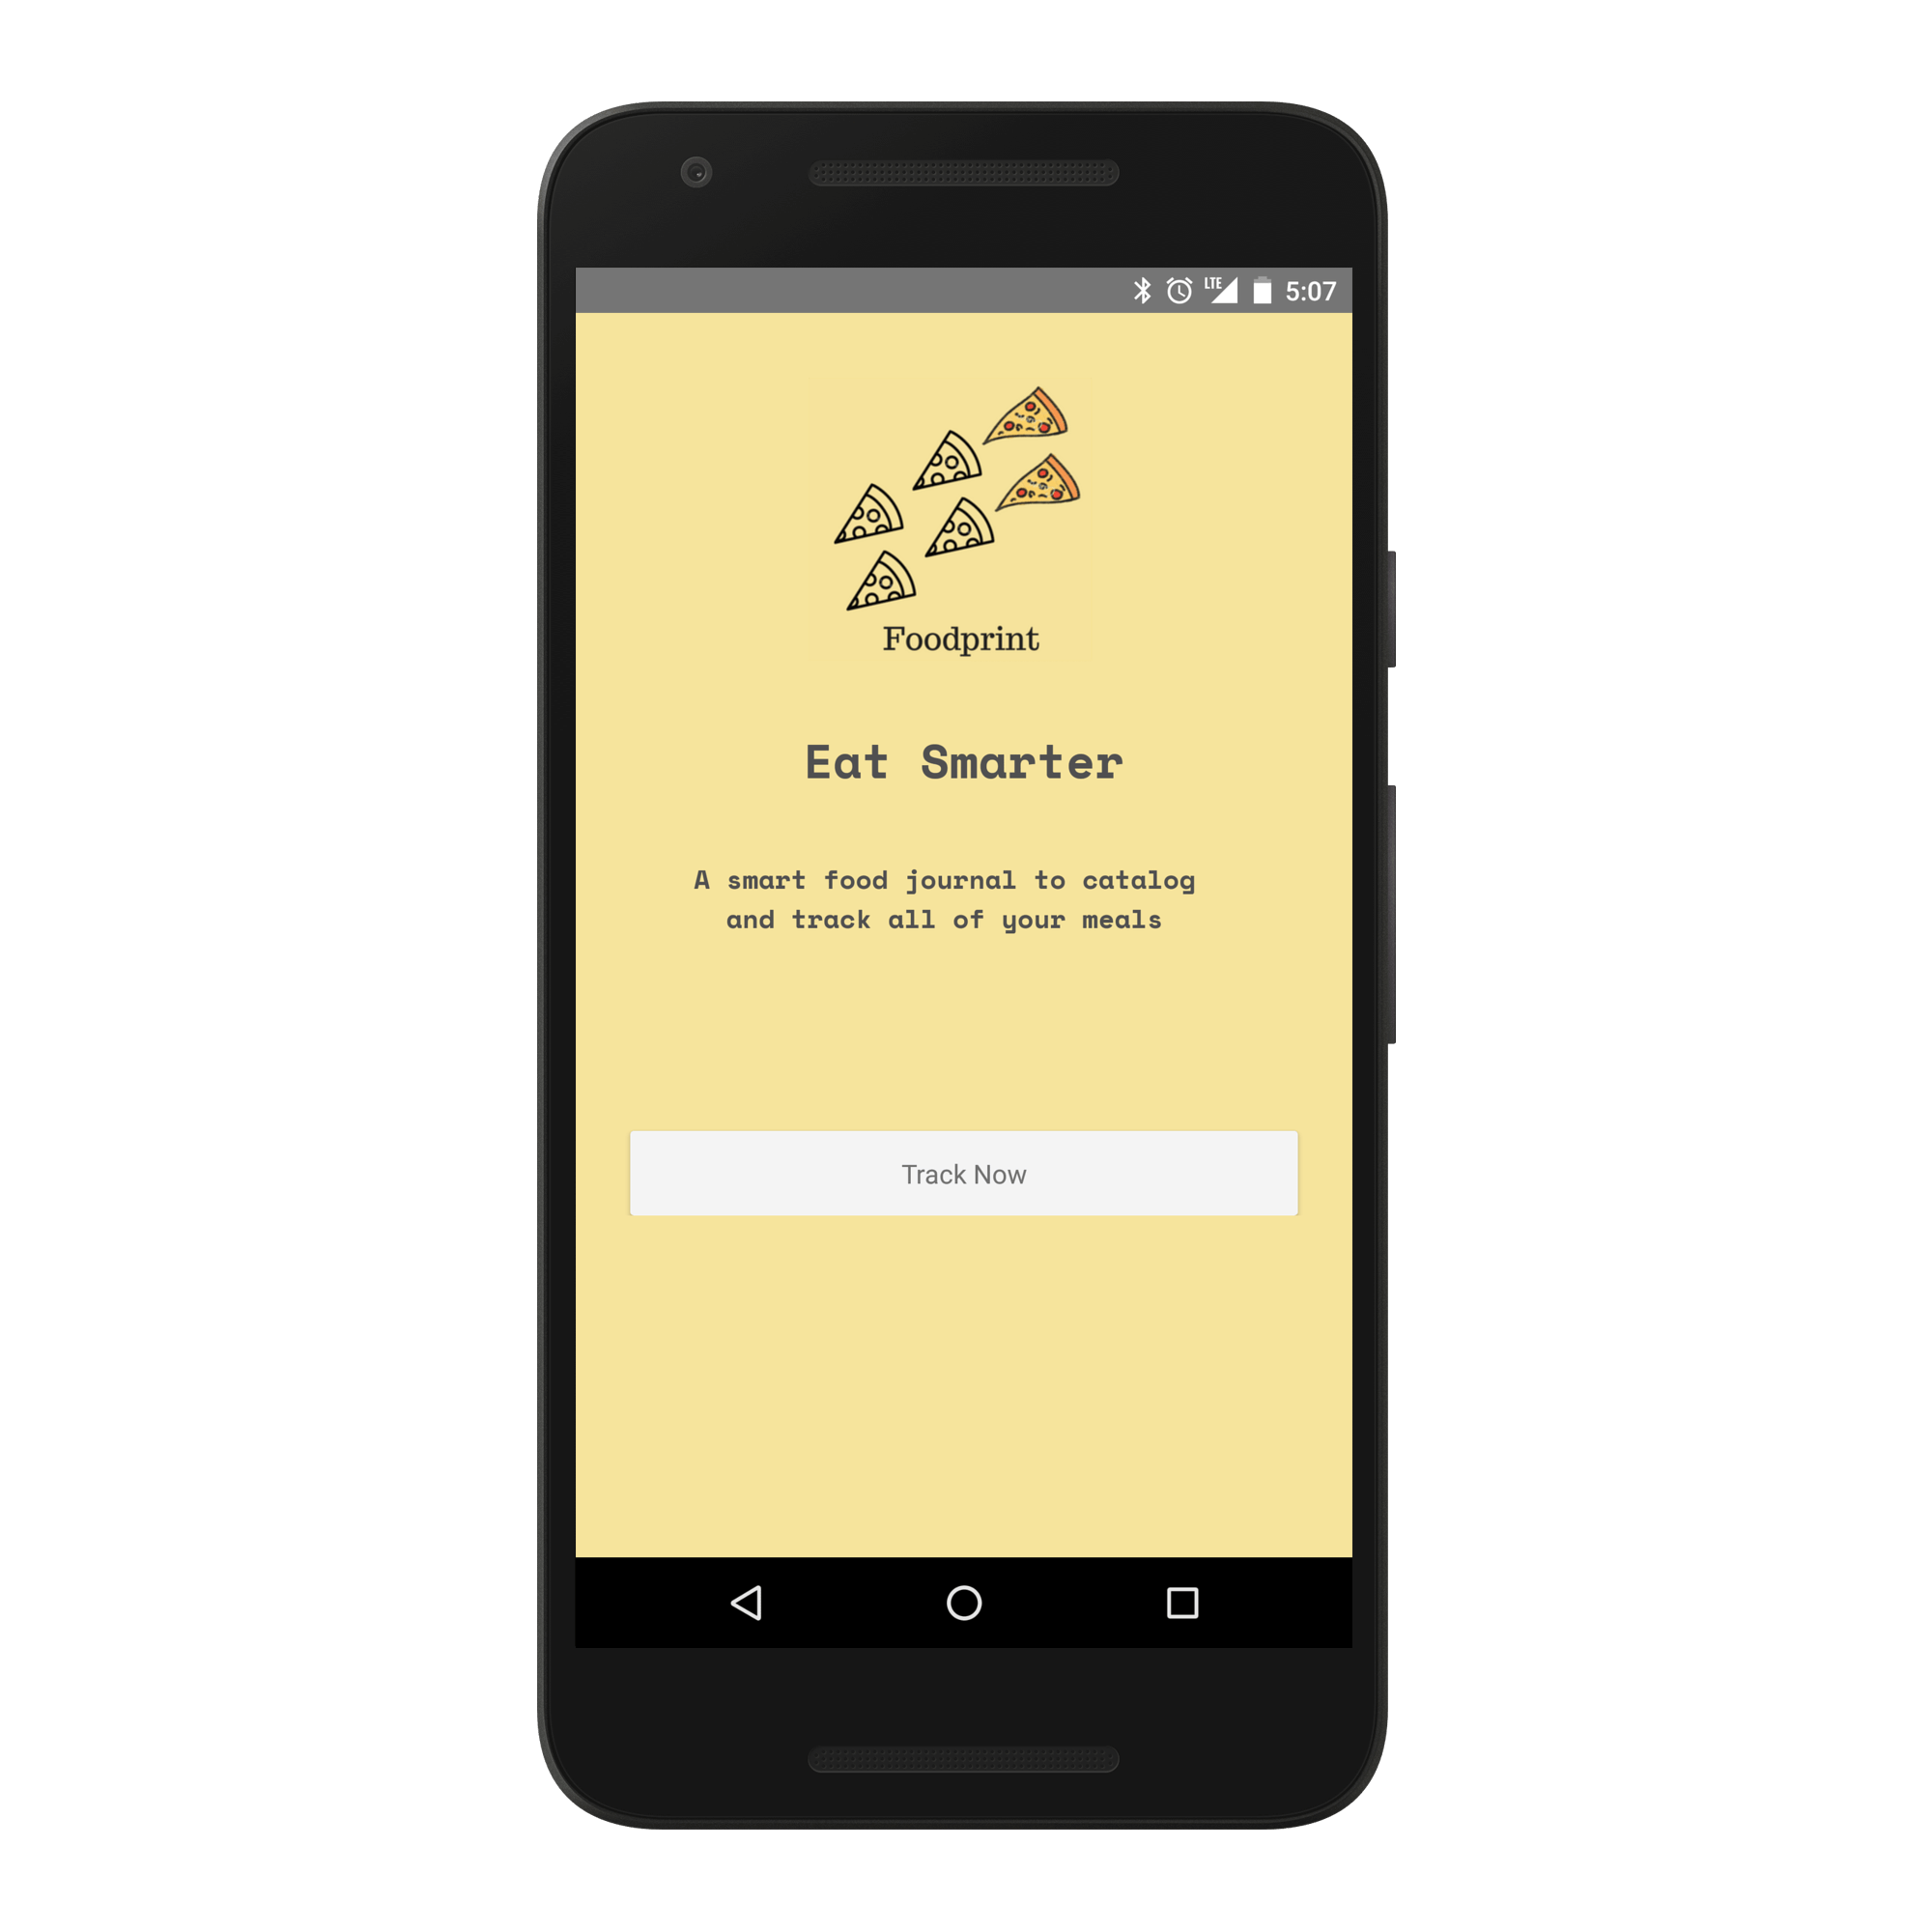 LTE 5:07
Foodprint
Eat Smarter
A smart food journal to catalog
and track all of your meals
Track Now